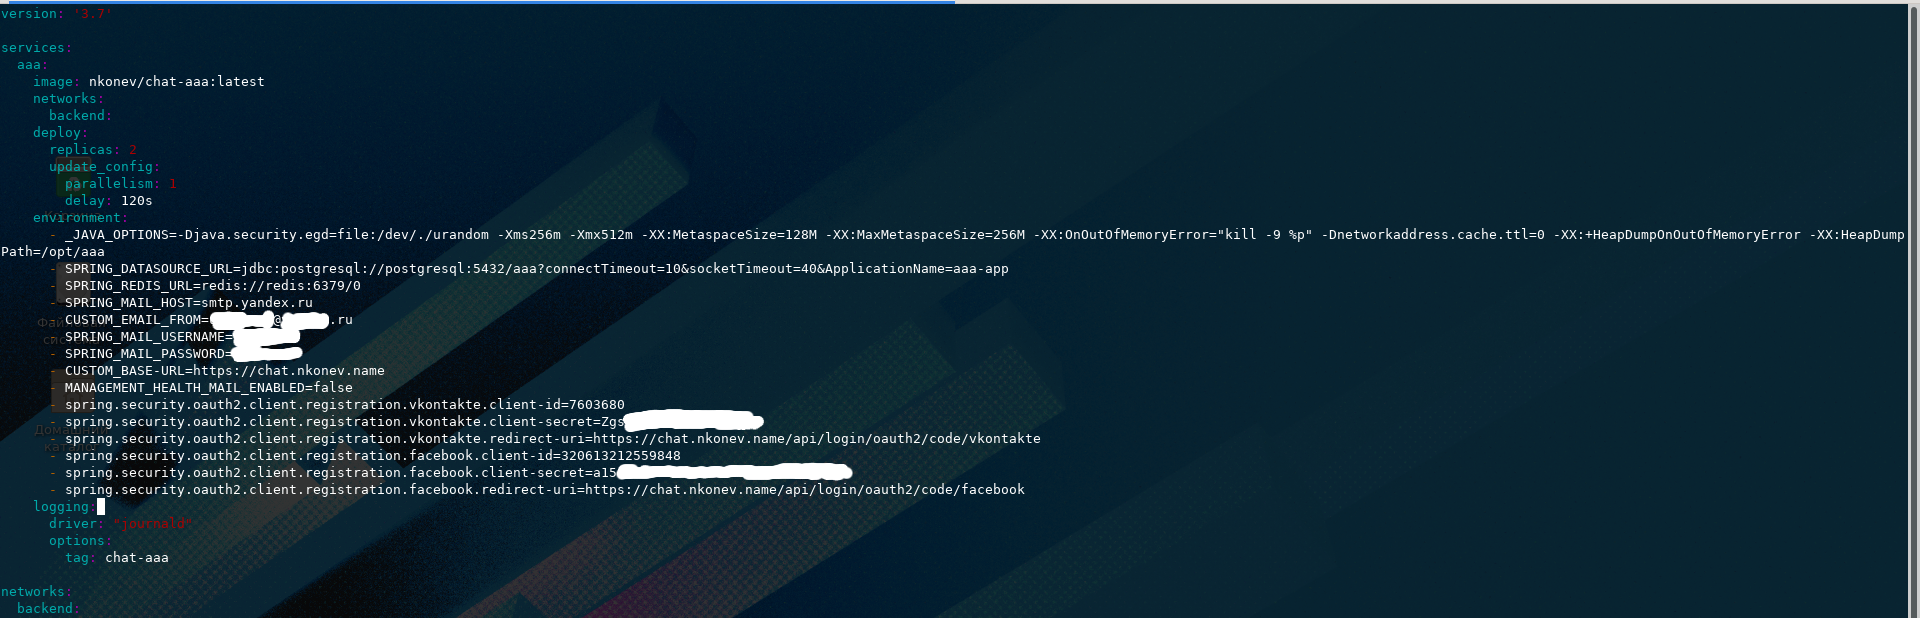 version: '3.7'
services:
  aaa:
    image: nkonev/chat-aaa:latest
    networks:
      backend:
    deploy:
      replicas: 2
      update_config:
        parallelism: 1
        delay: 120s
    environment:
      - _JAVA_OPTIONS=-Djava.security.egd=file:/dev/./urandom -Xms256m -Xmx512m -XX:MetaspaceSize=128M -XX:MaxMetaspaceSize=256M -XX:OnOutOfMemoryError="kill -9 %p" -Dnetworkaddress.cache.ttl=0 -XX:+HeapDumpOnOutOfMemoryError -XX:HeapDump
Path=/opt/aaa
      - SPRING_DATASOURCE_URL=jdbc:postgresql://postgresql:5432/aaa?connectTimeout=10&socketTimeout=40&ApplicationName=aaa-app
      - SPRING_REDIS_URL=redis://redis:6379/0
      - SPRING_MAIL_HOST=smtp.yandex.ru
      - CUSTOM_EMAIL_FROM=@.ru
      - SPRING_MAIL_USERNAME=
      - SPRING_MAIL_PASSWORD=
      - CUSTOM_BASE-URL=https://chat.nkonev.name
      - MANAGEMENT_HEALTH_MAIL_ENABLED=false
      - spring.security.oauth2.client.registration.vkontakte.client-id=7603680
      - spring.security.oauth2.client.registration.vkontakte.client-secret=Zgs
      - spring.security.oauth2.client.registration.vkontakte.redirect-uri=https://chat.nkonev.name/api/login/oauth2/code/vkontakte
      - spring.security.oauth2.client.registration.facebook.client-id=320613212559848
      - spring.security.oauth2.client.registration.facebook.client-secret=a15
      - spring.security.oauth2.client.registration.facebook.redirect-uri=https://chat.nkonev.name/api/login/oauth2/code/facebook
    logging:
      driver: "journald"
      options:
        tag: chat-aaa
networks:
  backend: